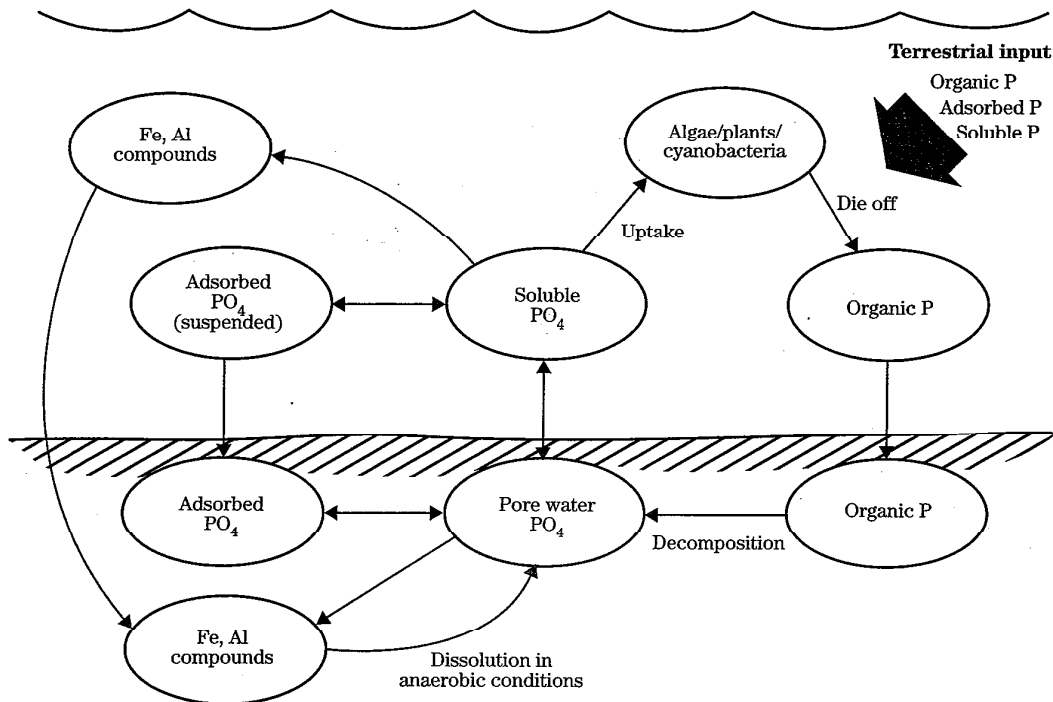 Terrestrial input
Organic P
Adsorbed P
Soluble P
Fe, Al
compounds
Algae/plants/
cyanobacteria
Die off
Uptake
Adsorbed
PO4
(suspended)
Soluble
PO4
Organic P
Adsorbed
PO4
Pore water
PO4
Organic P
Decomposition
Fe, Al
compounds
Dissolution in
anaerobic conditions